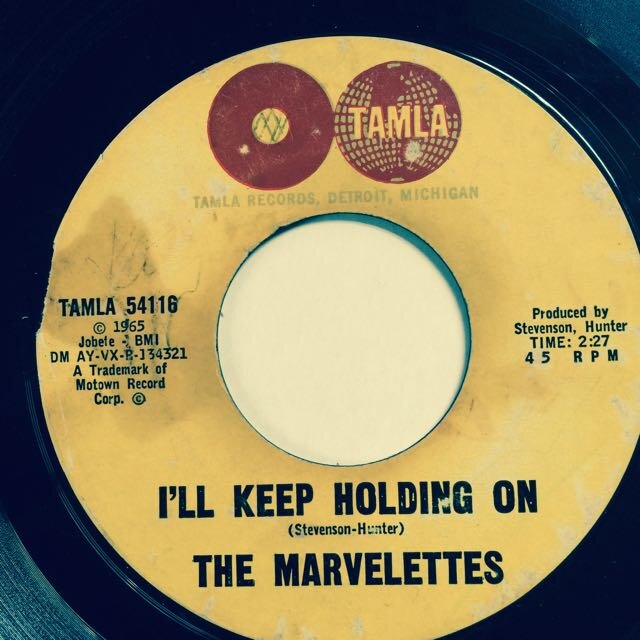 TAMLA
TAMLA RECORDS, DETROIT, MICHIGAN
TAMLA 54116
© 1965
Jobete - BMI
DM AY-VX-R-134321
A Trademark of
Motown Record
Corp. ©
Produced by
Stevenson, Hunter
TIME: 2:27
45 RPM
I'LL KEEP HOLDING ON
(Stevenson-Hunter)
THE MARVELETTES